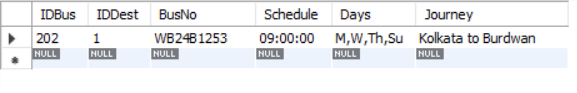 IDBus IDDest BusNo Schedule Days Journey
202 1 WB24B1253 09:00:00 M,W,Th,Su Kolkata to Burdwan
NULL NULL NULL NULL NULL NULL